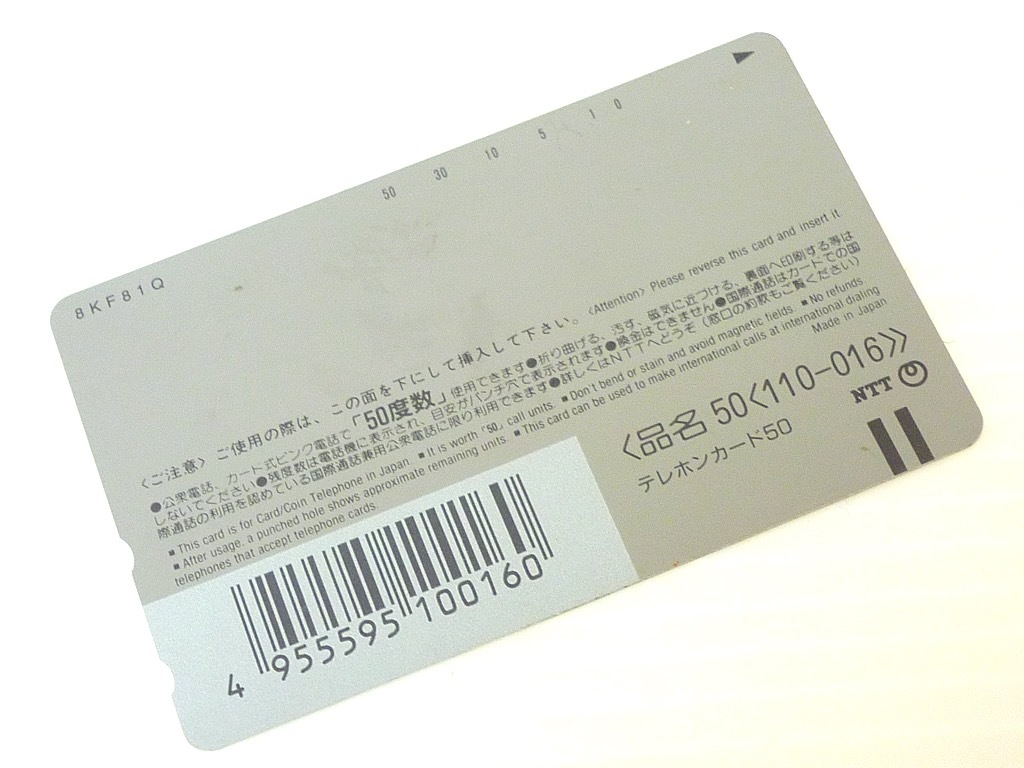 50 30 10 5 1 0
8KF81Q
〈ご注意〉ご使用の際は、この面を下にして挿入して下さい。〈Attention〉Please reverse this card and insert it
●公衆電話、カード式ピンク電話で「50度数」使用できます●折り曲げる、汚す、磁気に近づける、裏面へ印刷する等は
しないでください●残度数は電話機に表示され、目安がパンチ穴で表示されます●換金はできません●国際通話はカードでの国
際通話の利用を認めている国際通話兼用公衆電話に限り利用できます●詳しくはNTTへどうぞ(窓口の約款もご覧ください)
■This card is for Card/Coin Telephone in Japan ■It is worth「50」call units. ■Don't bend or stain and avoid magnetic fields. ■No refunds
■After usage, a punched hole shows approximate remaining units ■This card can be used to make international calls at international dialing
telephones that accept telephone cards.
Made in Japan
〈品名 50〈110-016〉〉
テレホンカード50
NTT
4 955595 100160